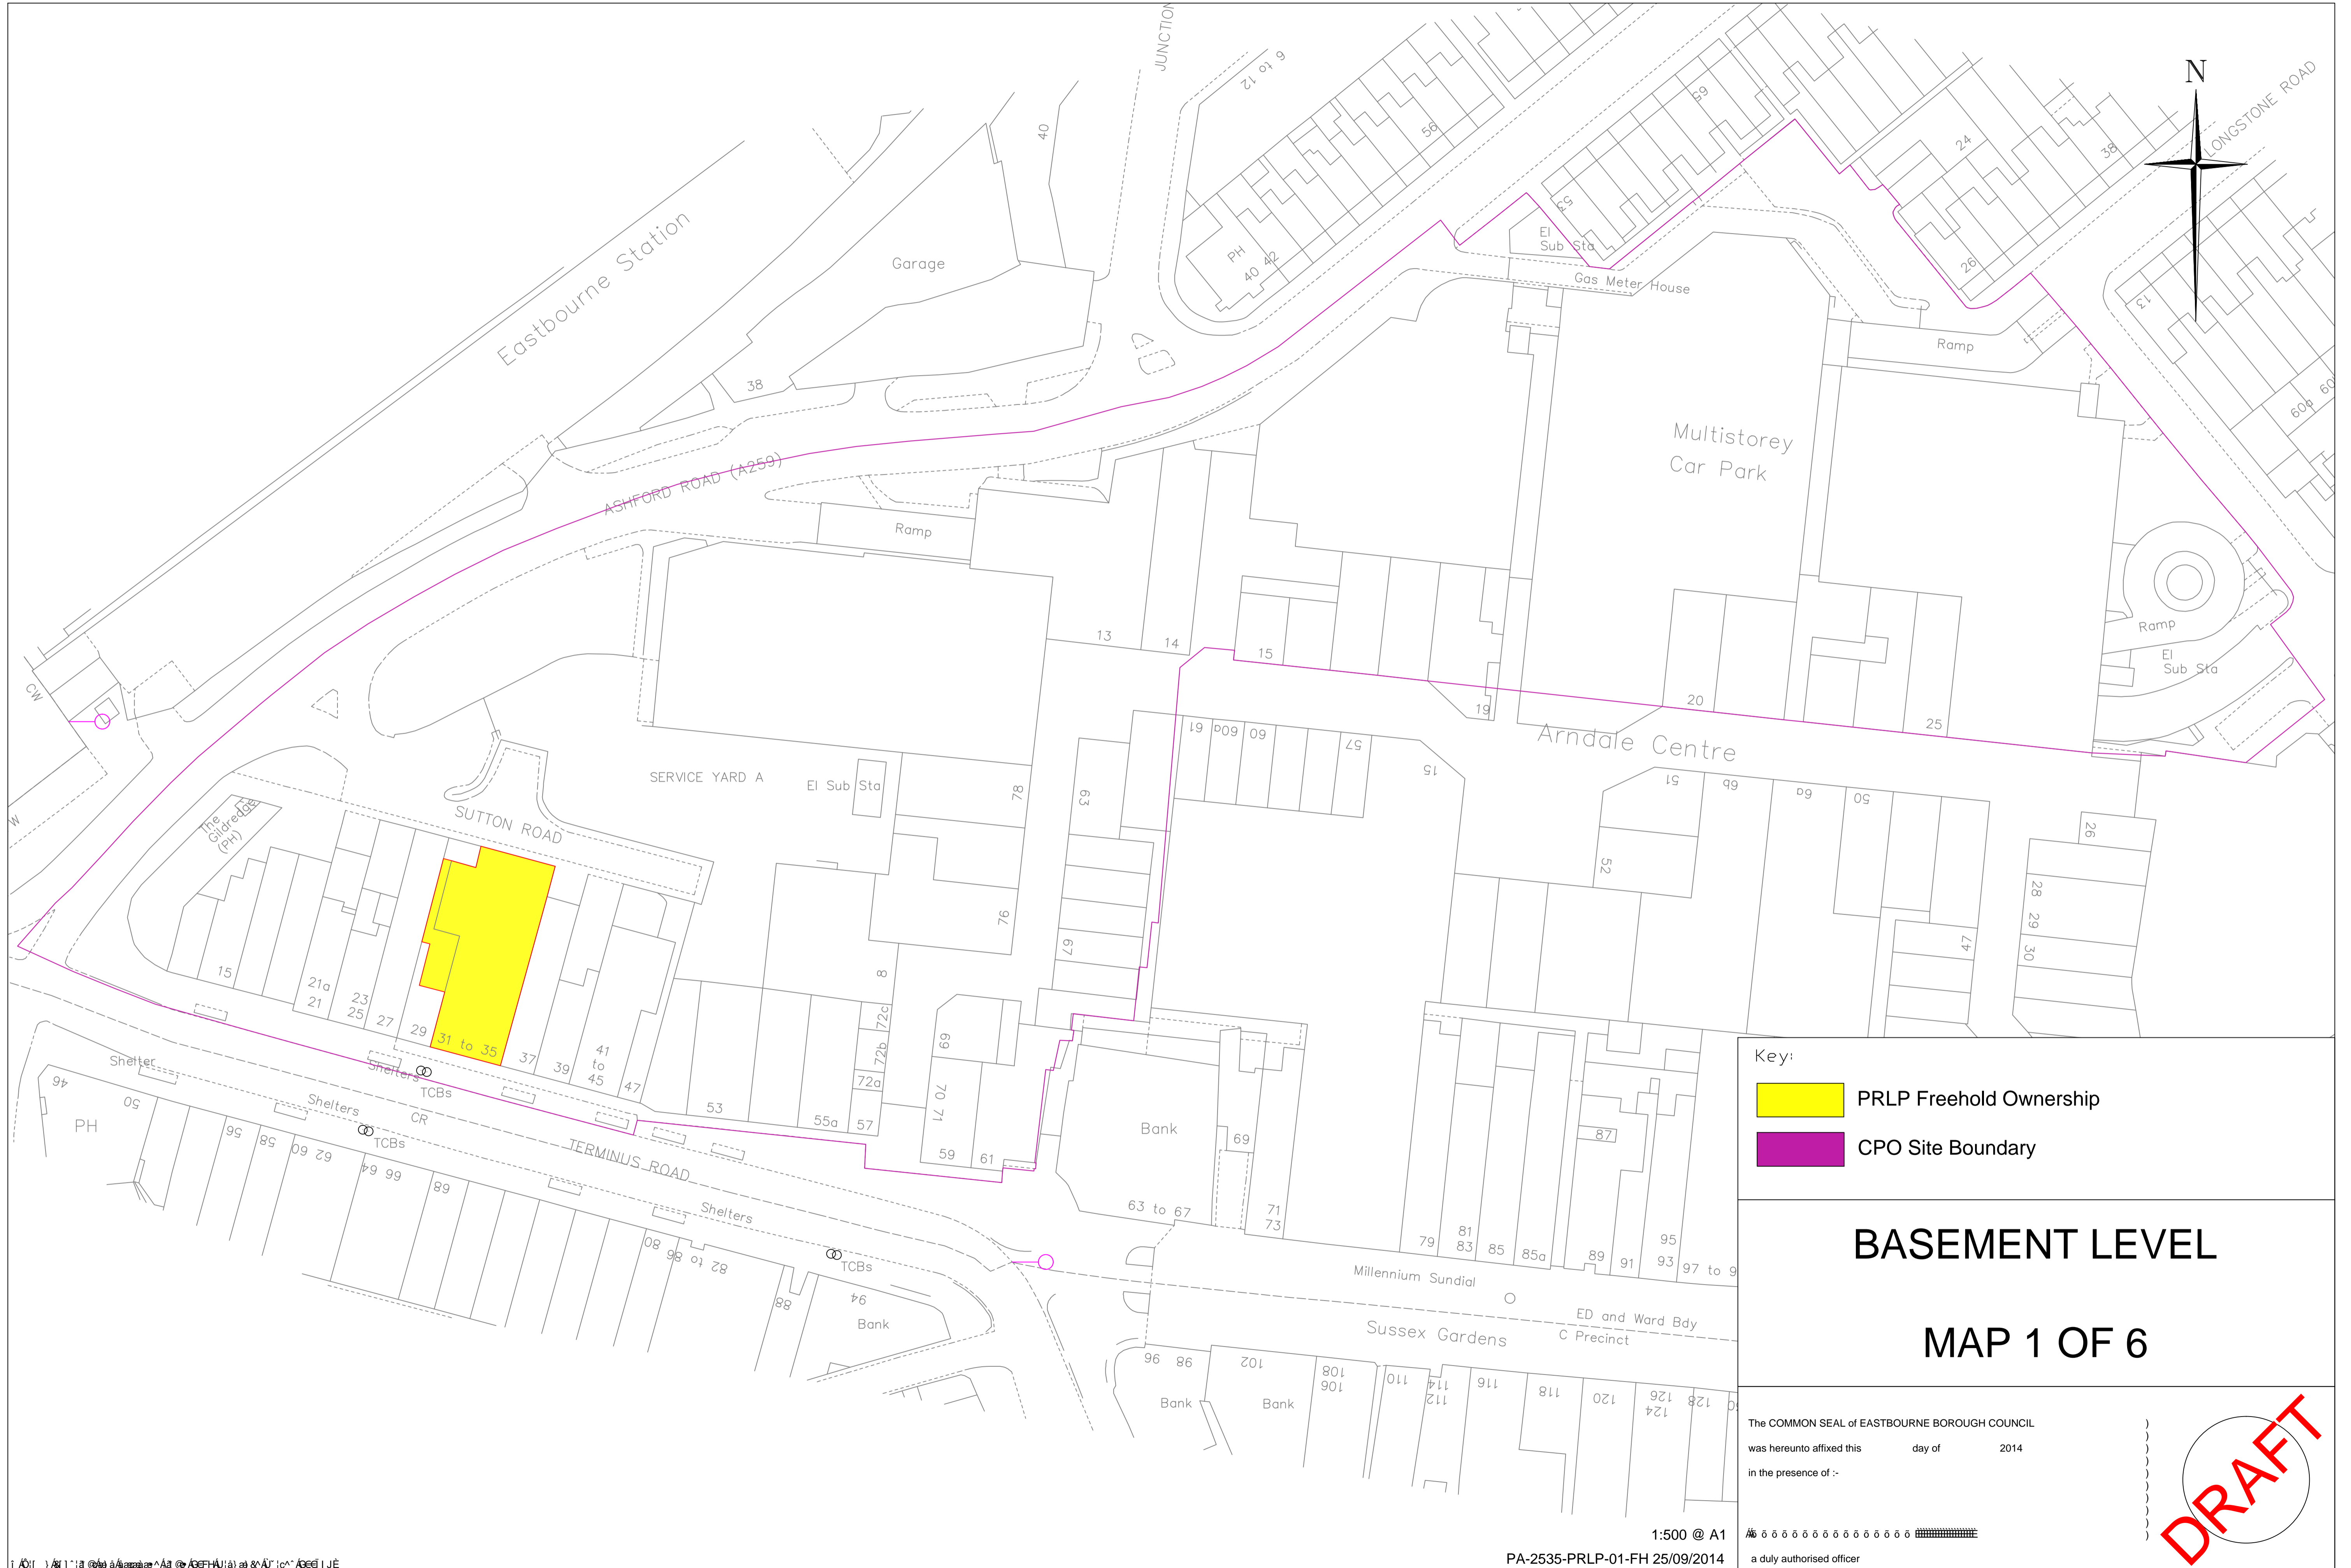 JUNCTION
6 to 12
40
56
65
24
38
LONGSTONE ROAD
N
Eastbourne Station
Garage
PH
40 42
53
El
Sub Sta
Gas Meter House
26
13
38
Ramp
60a
60
Multistorey
Car Park
ASHFORD ROAD (A259)
Ramp
13
14
15
19
20
25
Ramp
El
Sub Sta
CW
W
SERVICE YARD A
El Sub Sta
78
63
61
60a
60
57
15
Arndale Centre
51
6b
6a
50
26
The
Gildredge
(PH)
SUTTON ROAD
52
28
29
30
47
76
67
8
15
21a
21
23
25
27
29
31 to 35
37
39
41
to
45
47
53
55a
57
72c
72b
72a
69
70 71
59
61
Bank
69
63 to 67
71
73
79
81
83
85
85a
87
89
91
95
93
97 to 9
Shelter
Shelters
TCBs
Shelters
CR
TCBs
TERMINUS ROAD
Shelters
TCBs
46
PH
50
56
58
60 62
64 66
68
80
82 to 86
88
94
Bank
Millennium Sundial
ED and Ward Bdy
C Precinct
Sussex Gardens
96
98
102
Bank
Bank
108
106
110
114
112
116
118
120
126
124
128
Key:
PRLP Freehold Ownership
CPO Site Boundary
BASEMENT LEVEL
MAP 1 OF 6
The COMMON SEAL of EASTBOURNE BOROUGH COUNCIL
was hereunto affixed this day of 2014
in the presence of :-
a duly authorised officer
DRAFT
1:500 @ A1
PA-2535-PRLP-01-FH 25/09/2014